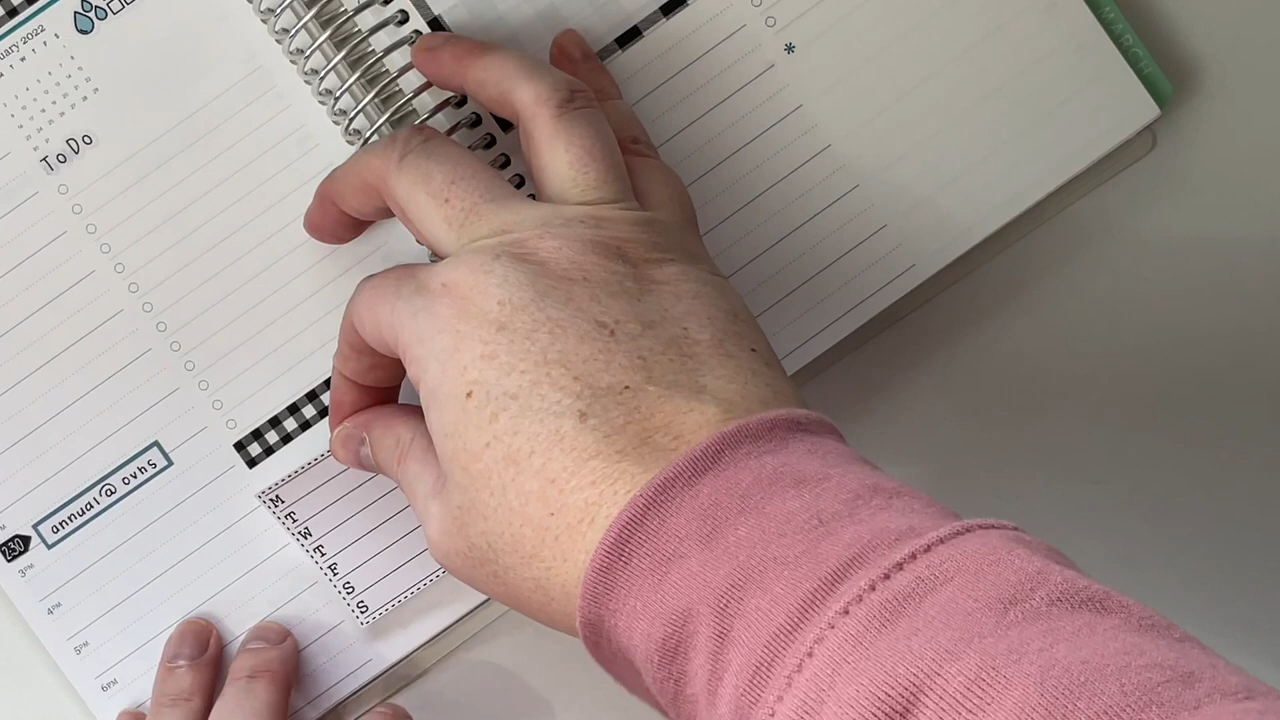 uary 2022
M T W T F S
To Do
MARCH
annual @ ovhs
2:30
3PM
4PM
5PM
6PM
M
T
W
T
F
S
S